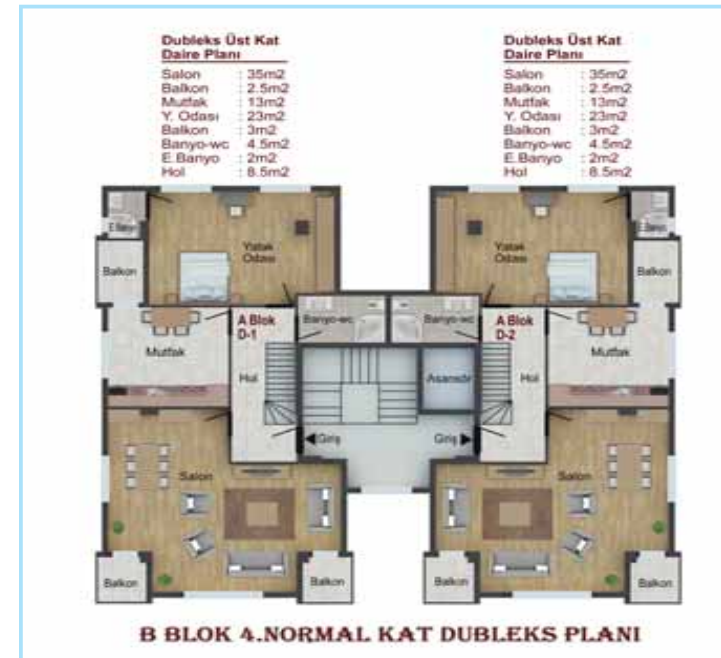 Dubleks Üst Kat
Daire Planı
Salon : 35m2
Balkon : 2.5m2
Mutfak : 13m2
Y. Odası : 23m2
Balkon : 3m2
Banyo-wc : 4.5m2
E.Banyo : 2m2
Hol : 8.5m2
Dubleks Üst Kat
Daire Planı
Salon : 35m2
Balkon : 2.5m2
Mutfak : 13m2
Y. Odası : 23m2
Balkon : 3m2
Banyo-wc : 4.5m2
E.Banyo : 2m2
Hol : 8.5m2
E.Banyo
Yatak
Odası
Balkon
Mutfak
A Blok
D-1
Hol
Banyo-wc
Banyo-wc
Asansör
Giriş
Giriş
A Blok
D-2
Hol
Yatak
Odası
E.Banyo
Balkon
Mutfak
Salon
Salon
Balkon
Balkon
Balkon
Balkon
B BLOK 4.NORMAL KAT DUBLEKS PLANI